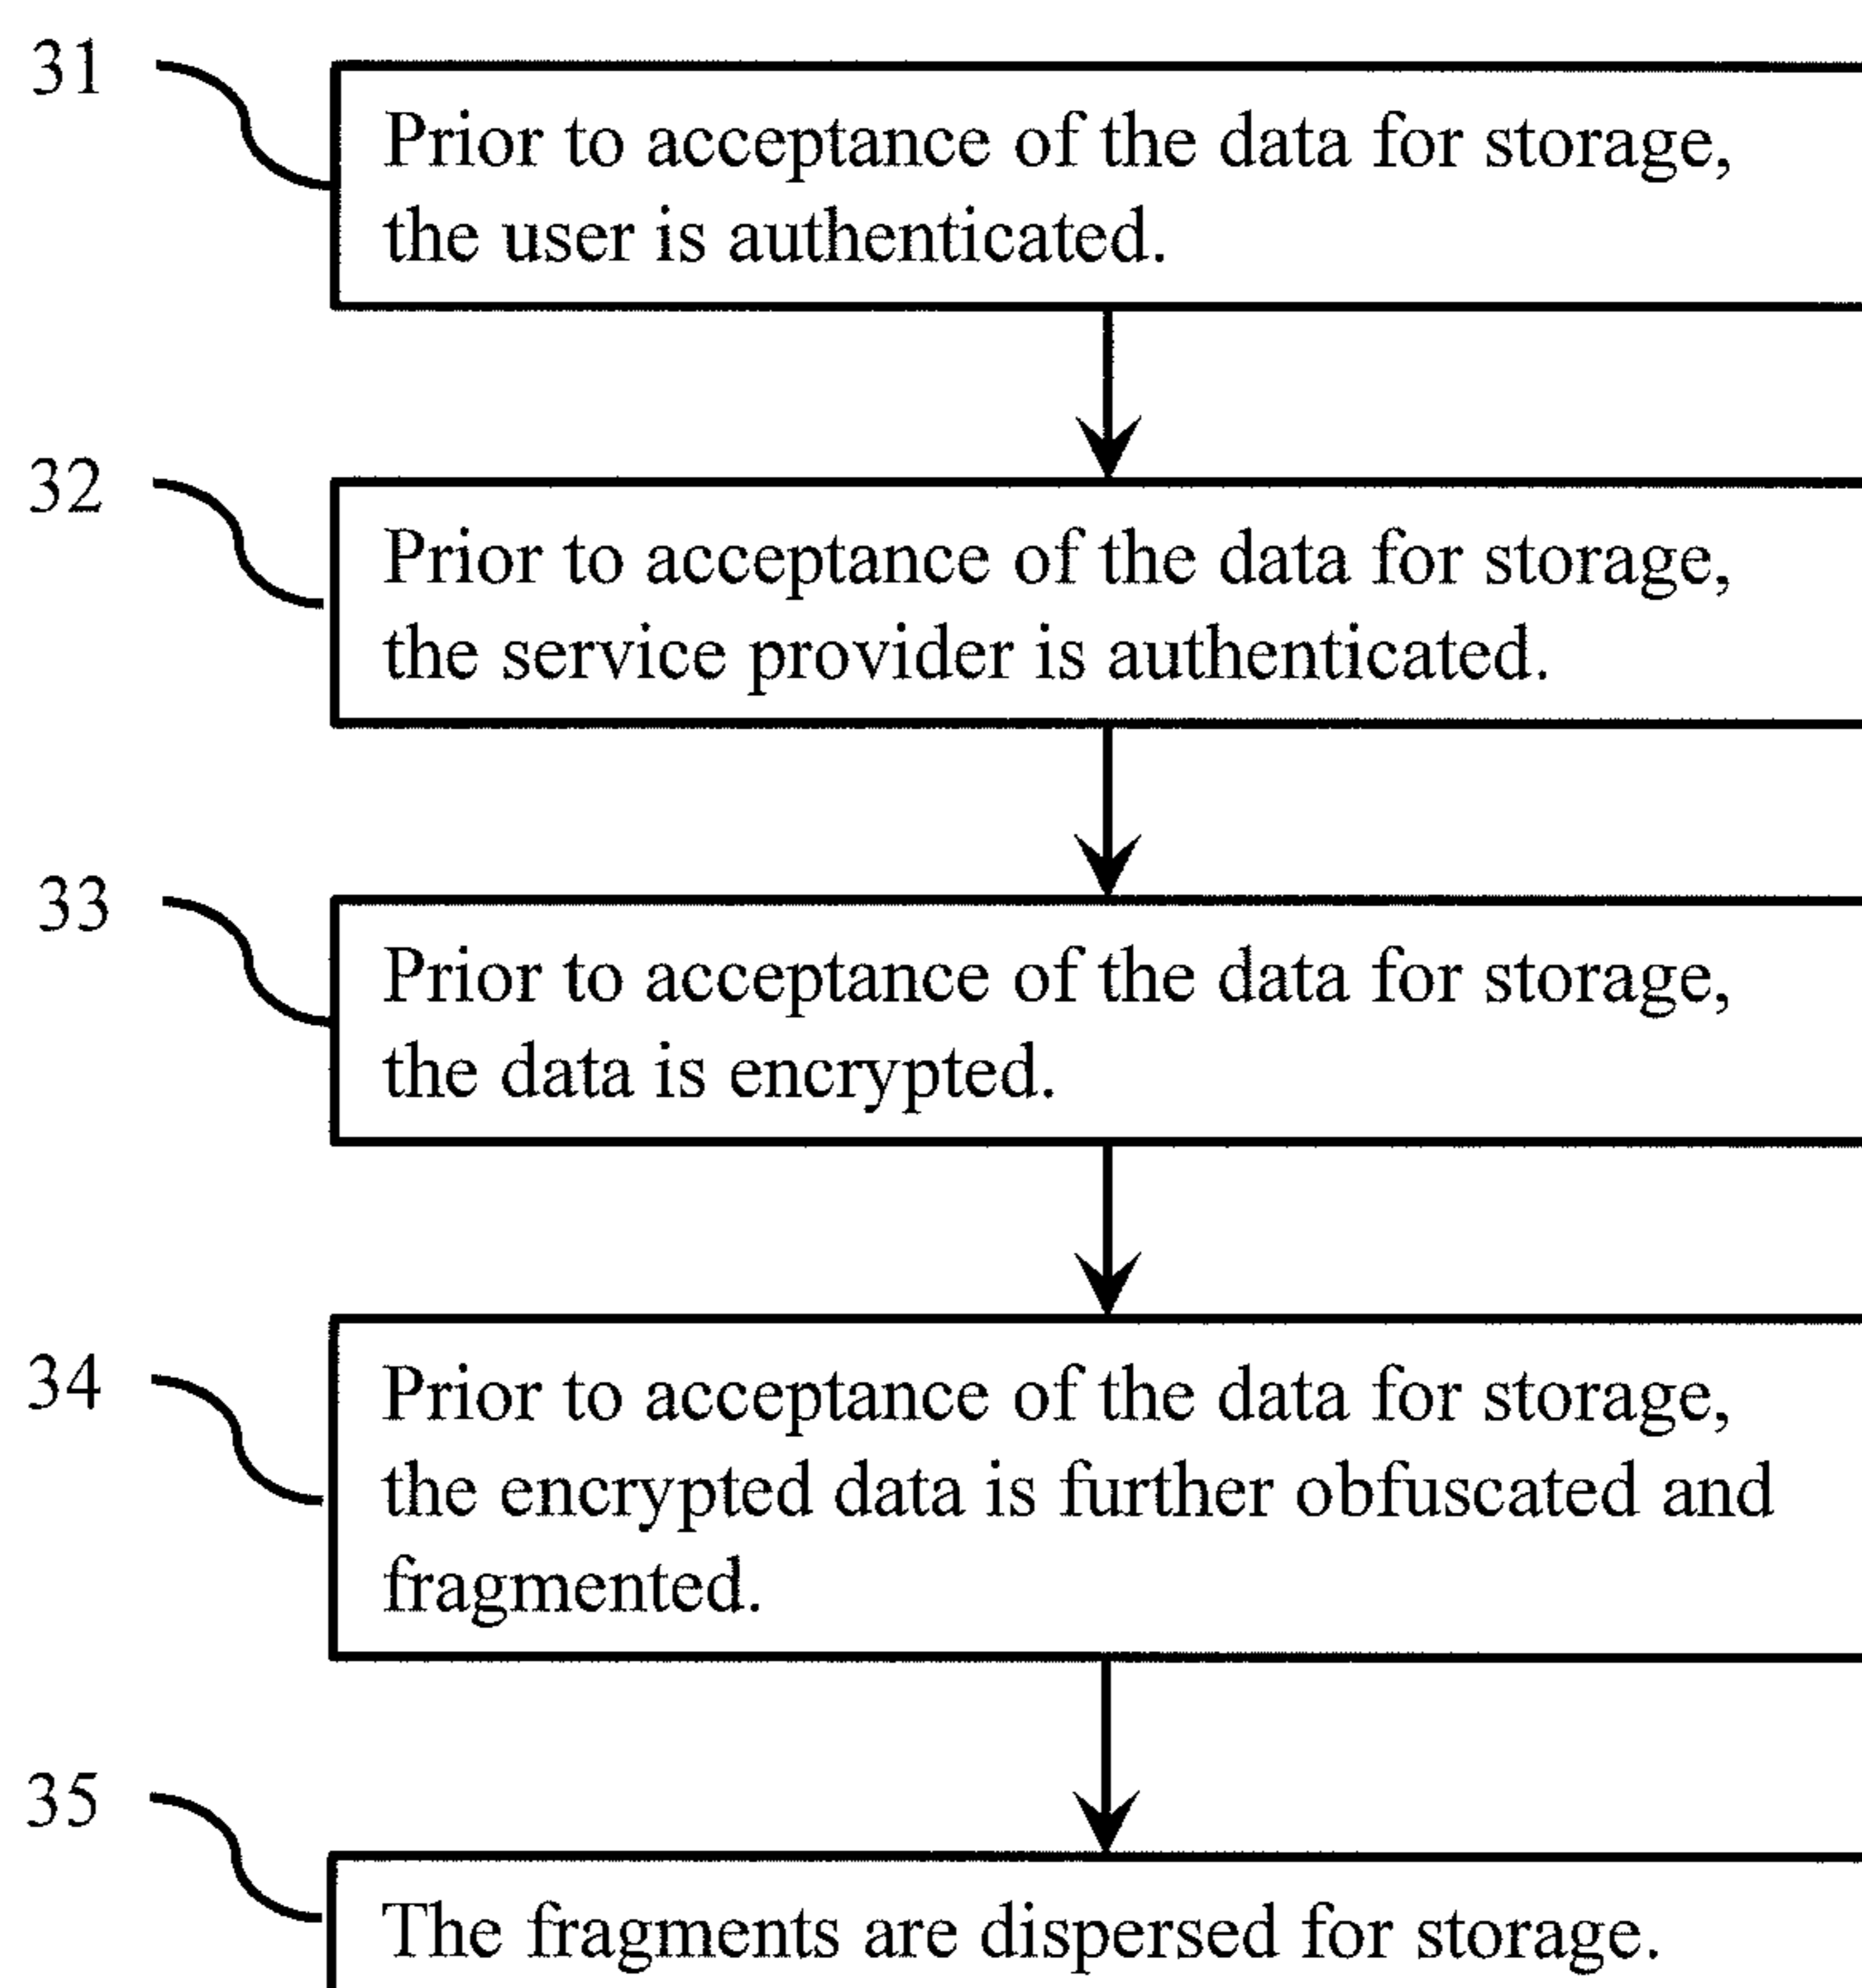 31
Prior to acceptance of the data for storage,
the user is authenticated.
32
Prior to acceptance of the data for storage,
the service provider is authenticated.
33
Prior to acceptance of the data for storage,
the data is encrypted.
34
Prior to acceptance of the data for storage,
the encrypted data is further obfuscated and
fragmented.
35
The fragments are dispersed for storage.